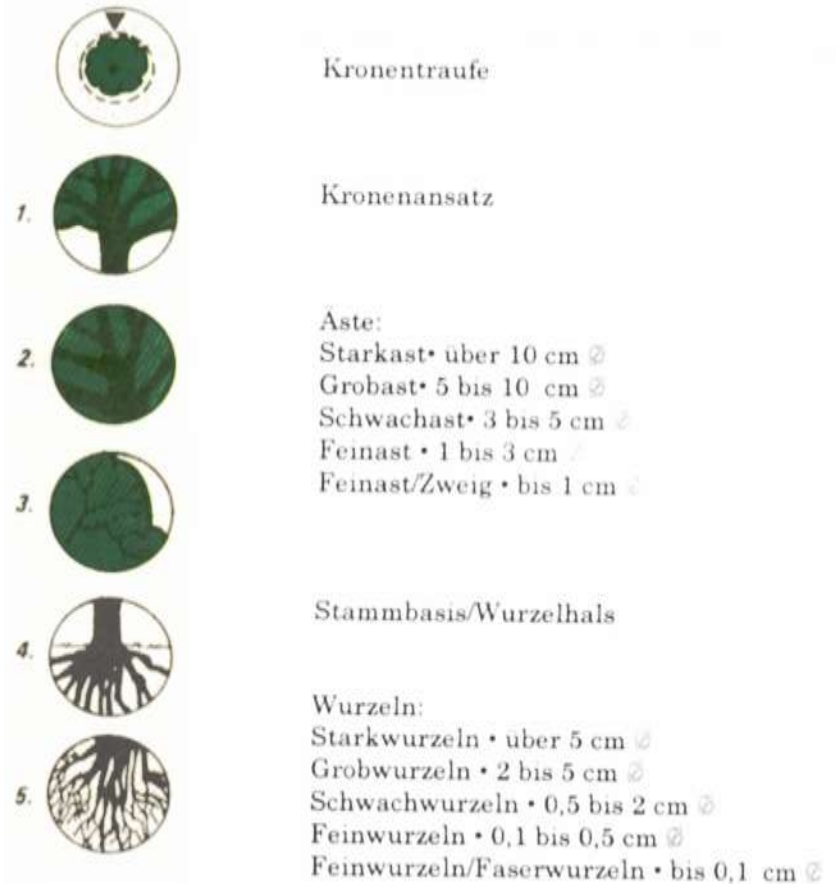 Kronentraufe
1. Kronenansatz
2. Äste:
Starkast• über 10 cm ∅
Grobast• 5 bis 10 cm ∅
Schwachast• 3 bis 5 cm ∅
Feinast • 1 bis 3 cm ∅
Feinast/Zweig • bis 1 cm ∅
3.
4. Stammbasis/Wurzelhals
5. Wurzeln:
Starkwurzeln • über 5 cm ∅
Grobwurzeln • 2 bis 5 cm ∅
Schwachwurzeln • 0,5 bis 2 cm ∅
Feinwurzeln • 0,1 bis 0,5 cm ∅
Feinwurzeln/Faserwurzeln • bis 0,1 cm ∅